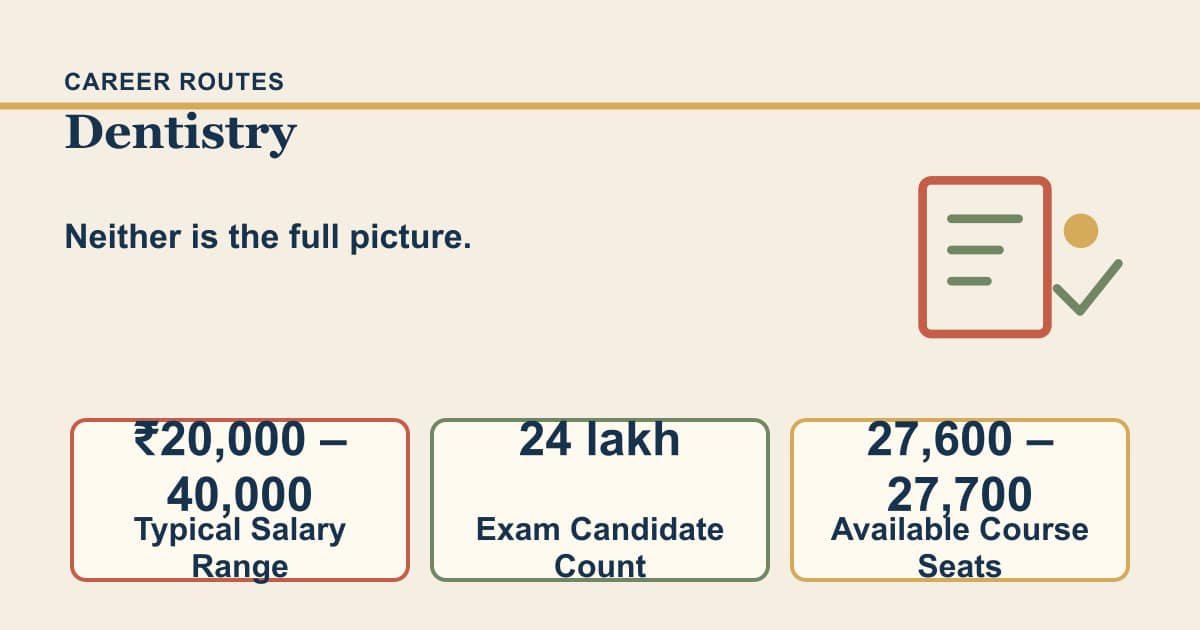 CAREER ROUTES
Dentistry
Neither is the full picture.
₹20,000 –
40,000
Typical Salary
Range
24 lakh
Exam Candidate
Count
27,600 –
27,700
Available Course
Seats